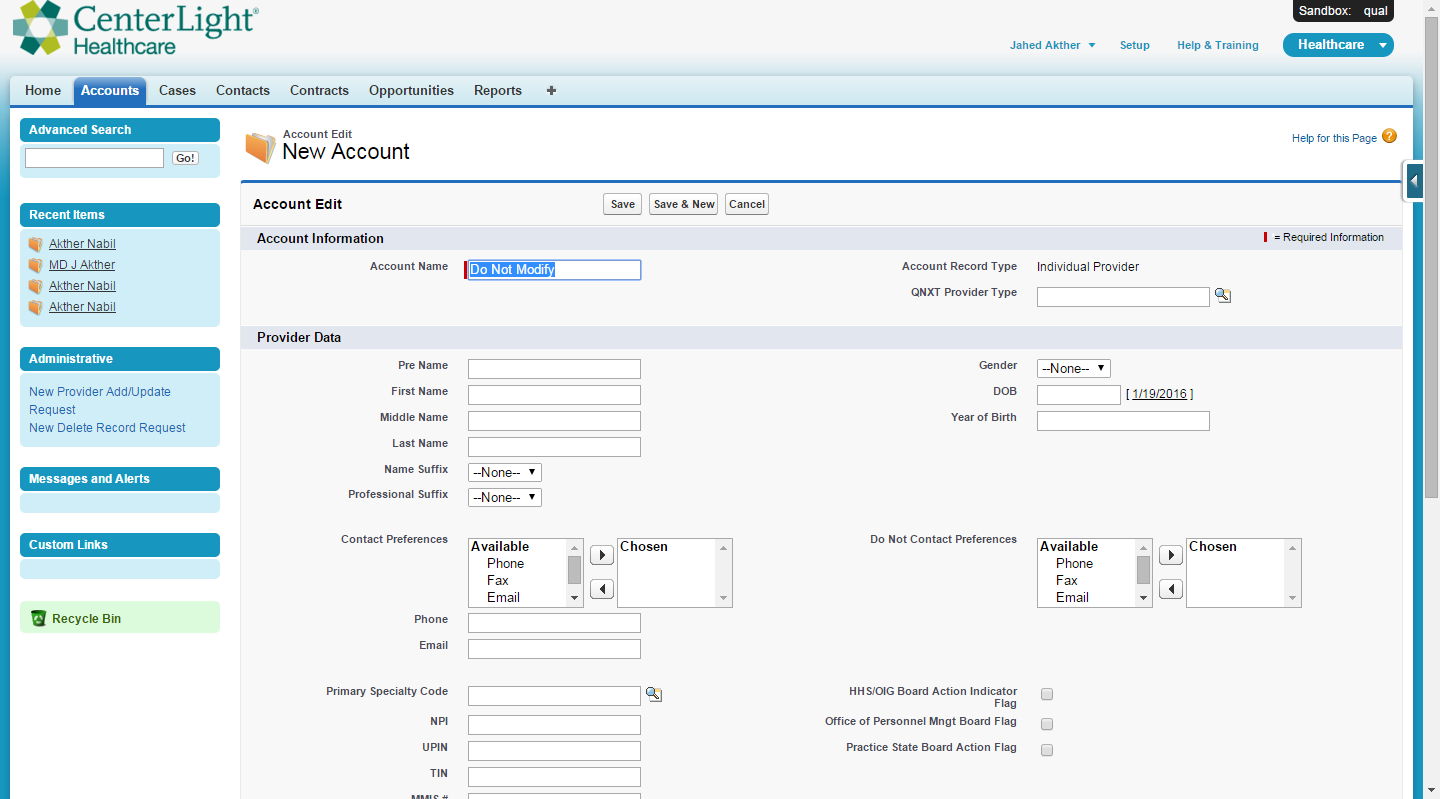 CenterLight®
Healthcare
Sandbox: qual
Jahed Akther
Setup
Help & Training
Healthcare
Home
Accounts
Cases
Contacts
Contracts
Opportunities
Reports
+
Advanced Search
Go!
Recent Items
Akther Nabil
MD J Akther
Akther Nabil
Akther Nabil
Administrative
New Provider Add/Update
Request
New Delete Record Request
Messages and Alerts
Custom Links
Recycle Bin
Account Edit
New Account
Help for this Page ?
Account Edit
Save
Save & New
Cancel
Account Information
= Required Information
Account Name
Do Not Modify
Account Record Type
Individual Provider
QNXT Provider Type
Provider Data
Pre Name
Gender
--None--
First Name
DOB
[ 1/19/2016 ]
Middle Name
Year of Birth
Last Name
Name Suffix
--None--
Professional Suffix
--None--
Contact Preferences
Available
Phone
Fax
Email
Chosen
Do Not Contact Preferences
Available
Phone
Fax
Email
Chosen
Phone
Email
Primary Specialty Code
HHS/OIG Board Action Indicator
Flag
NPI
Office of Personnel Mngt Board Flag
UPIN
Practice State Board Action Flag
TIN
MMIS #